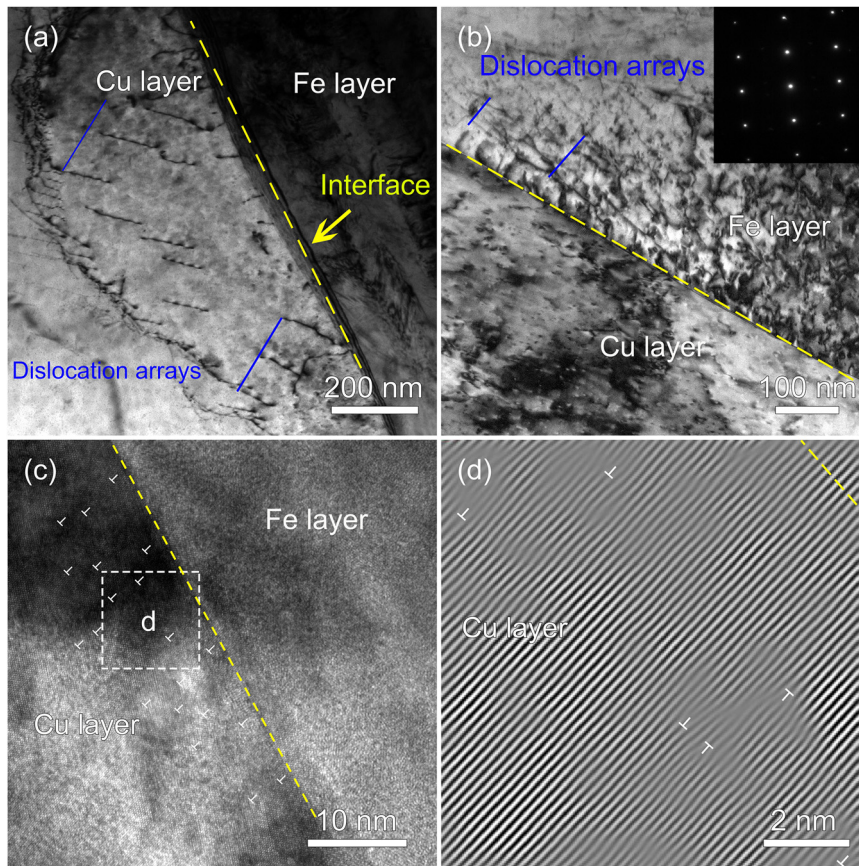 (a)
Cu layer
Fe layer
Interface
Dislocation arrays
200 nm
(b)
Dislocation arrays
Fe layer
Cu layer
100 nm
(c)
Fe layer
d
Cu layer
10 nm
(d)
Cu layer
2 nm